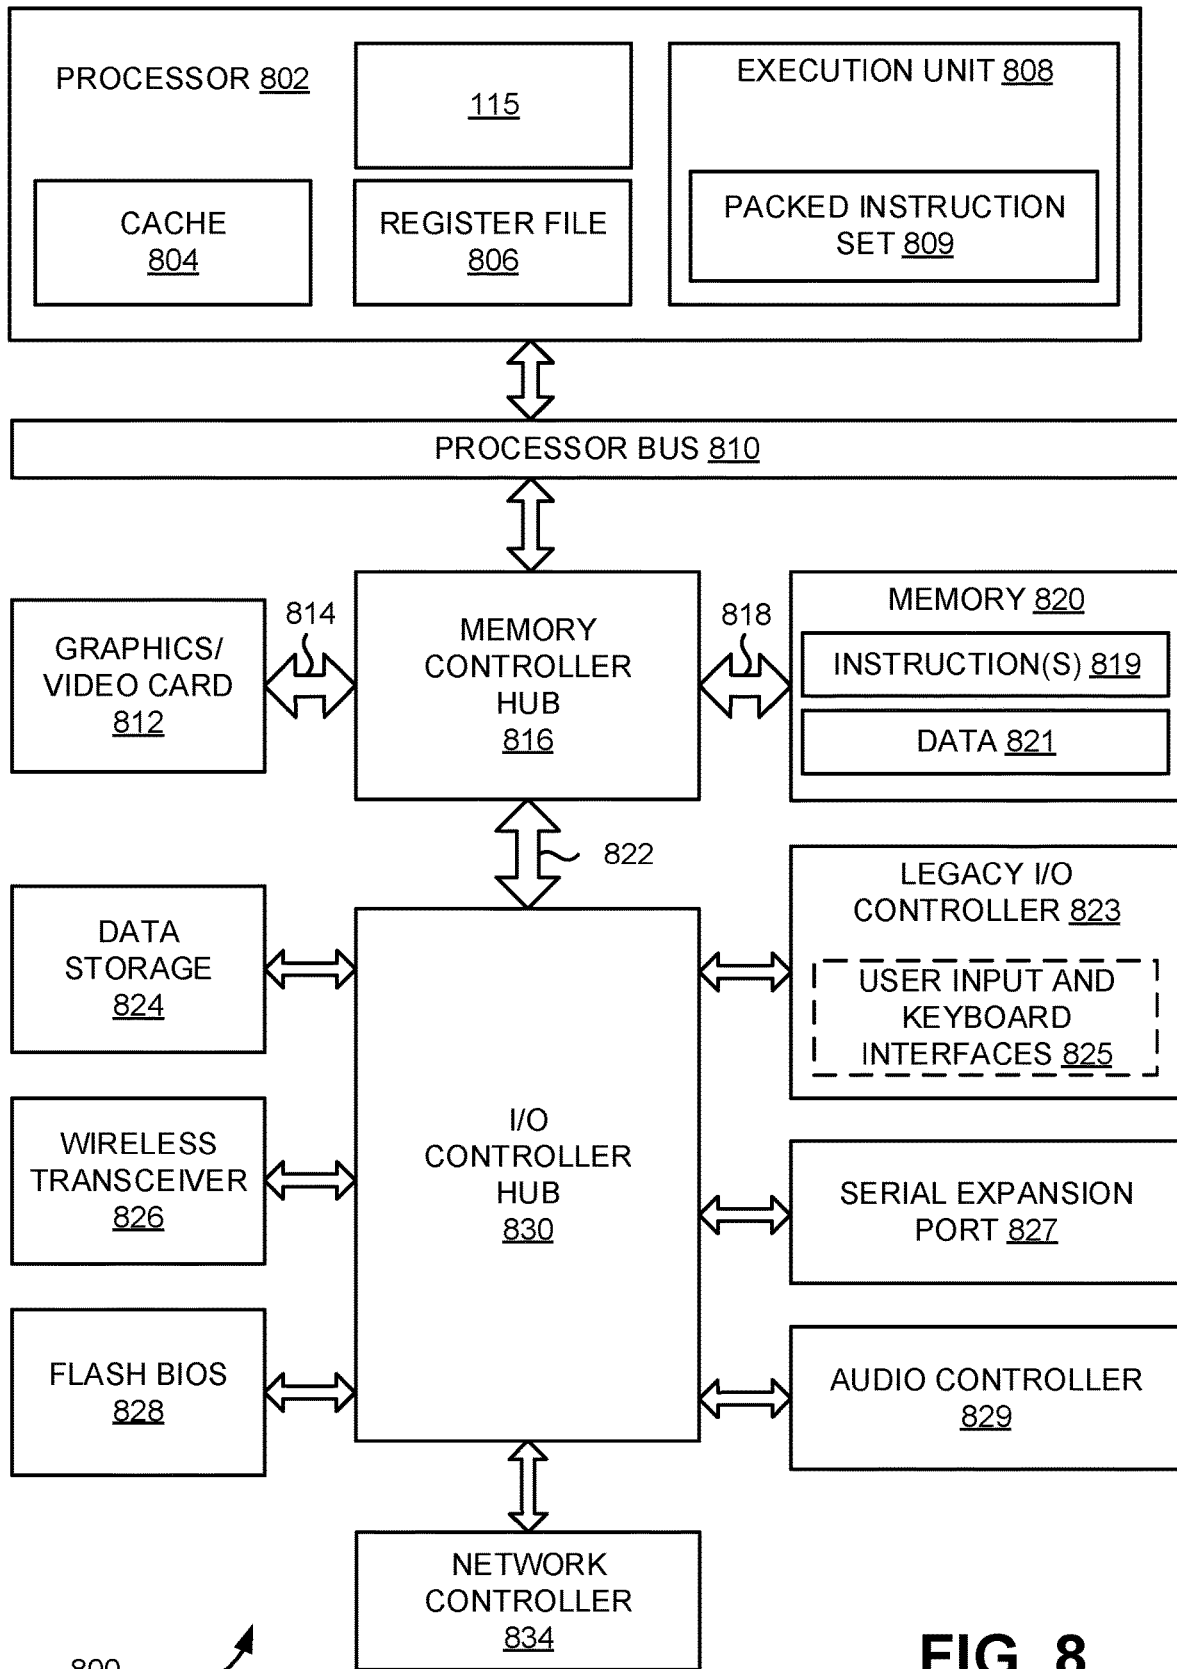 PROCESSOR 802
115
EXECUTION UNIT 808
CACHE
804
REGISTER FILE
806
PACKED INSTRUCTION
SET 809
PROCESSOR BUS 810
GRAPHICS/
VIDEO CARD
812
814
MEMORY
CONTROLLER
HUB
816
818
MEMORY 820
INSTRUCTION(S) 819
DATA 821
822
DATA
STORAGE
824
LEGACY I/O
CONTROLLER 823
USER INPUT AND
KEYBOARD
INTERFACES 825
WIRELESS
TRANSCEIVER
826
I/O
CONTROLLER
HUB
830
SERIAL EXPANSION
PORT 827
FLASH BIOS
828
AUDIO CONTROLLER
829
NETWORK
CONTROLLER
834
800
FIG. 8